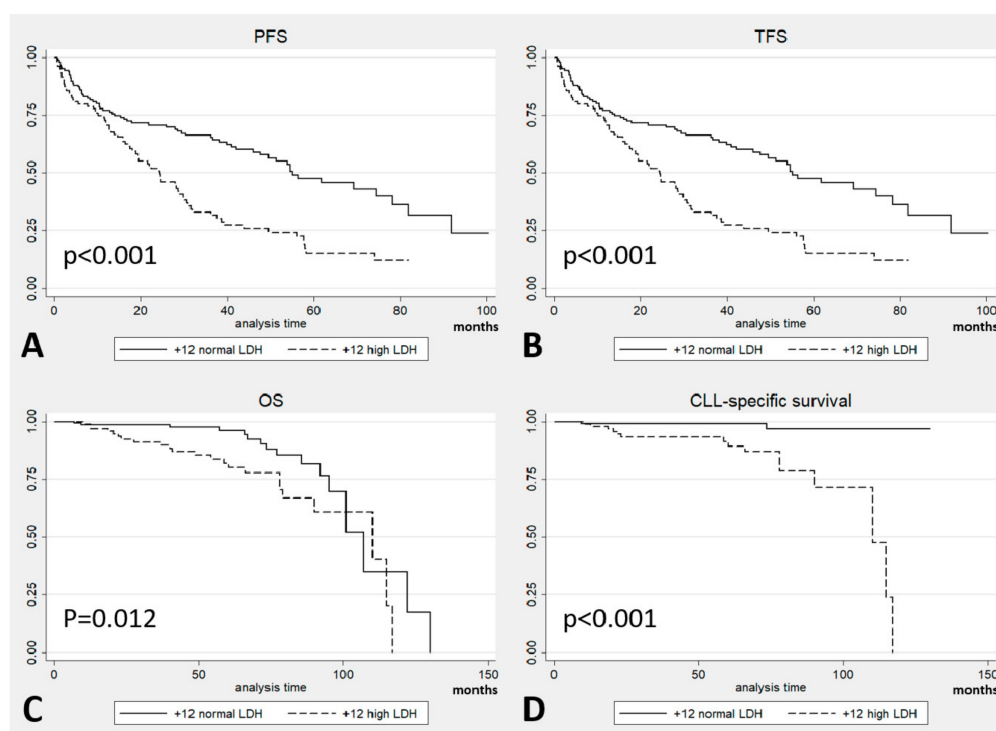 PFS
1.00
0.75
0.50
0.25
0.00
p<0.001
0 20 40 60 80 100
analysis time
months
A
+12 normal LDH +12 high LDH
TFS
1.00
0.75
0.50
0.25
0.00
p<0.001
0 20 40 60 80 100
analysis time
months
B
+12 normal LDH +12 high LDH
OS
1.00
0.75
0.50
0.25
0.00
P=0.012
0 50 100 150
analysis time
months
C
+12 normal LDH +12 high LDH
CLL-specific survival
1.00
0.75
0.50
0.25
0.00
p<0.001
0 50 100 150
analysis time
months
D
+12 normal LDH +12 high LDH